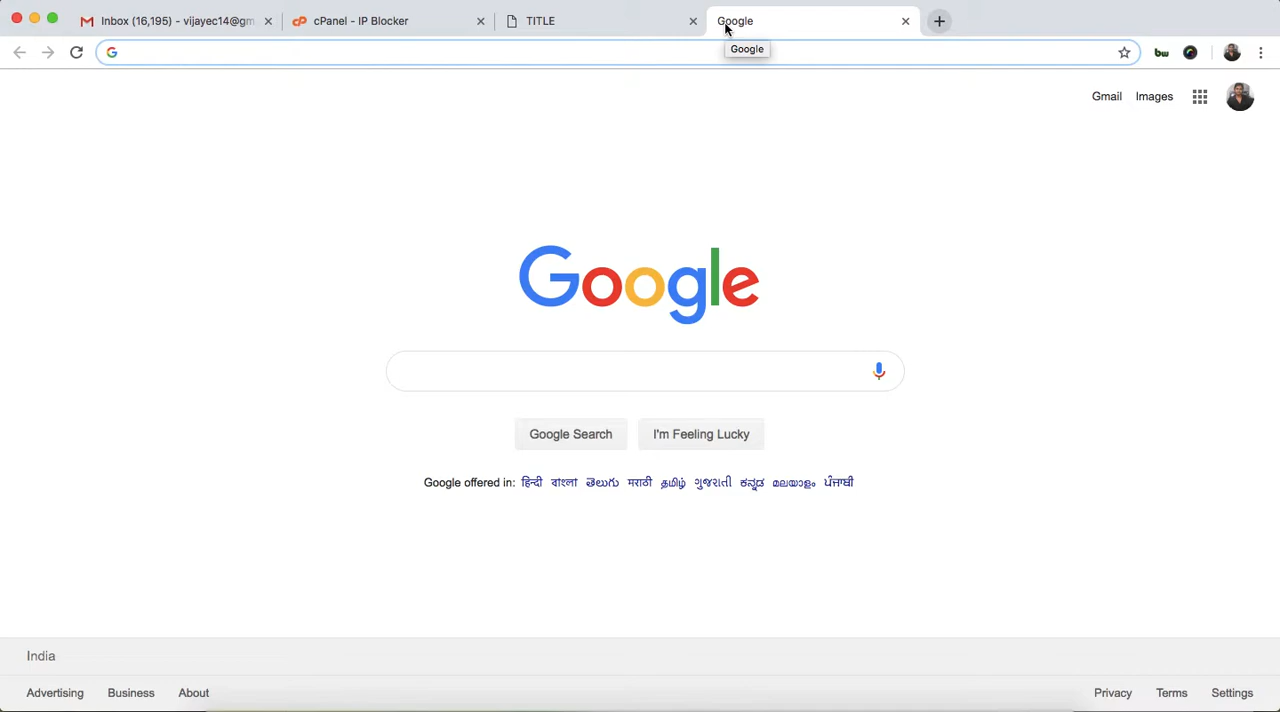 Inbox (16,195) - vijayec14@gm
cPanel - IP Blocker
TITLE
Google
Google
Gmail Images
Google
Google Search
I'm Feeling Lucky
Google offered in: हिन्दी বাংলা తెలుగు मराठी தமிழ் ગુજરાતી ಕನ್ನಡ മലയാളം ਪੰਜਾਬੀ
India
Advertising Business About
Privacy Terms Settings